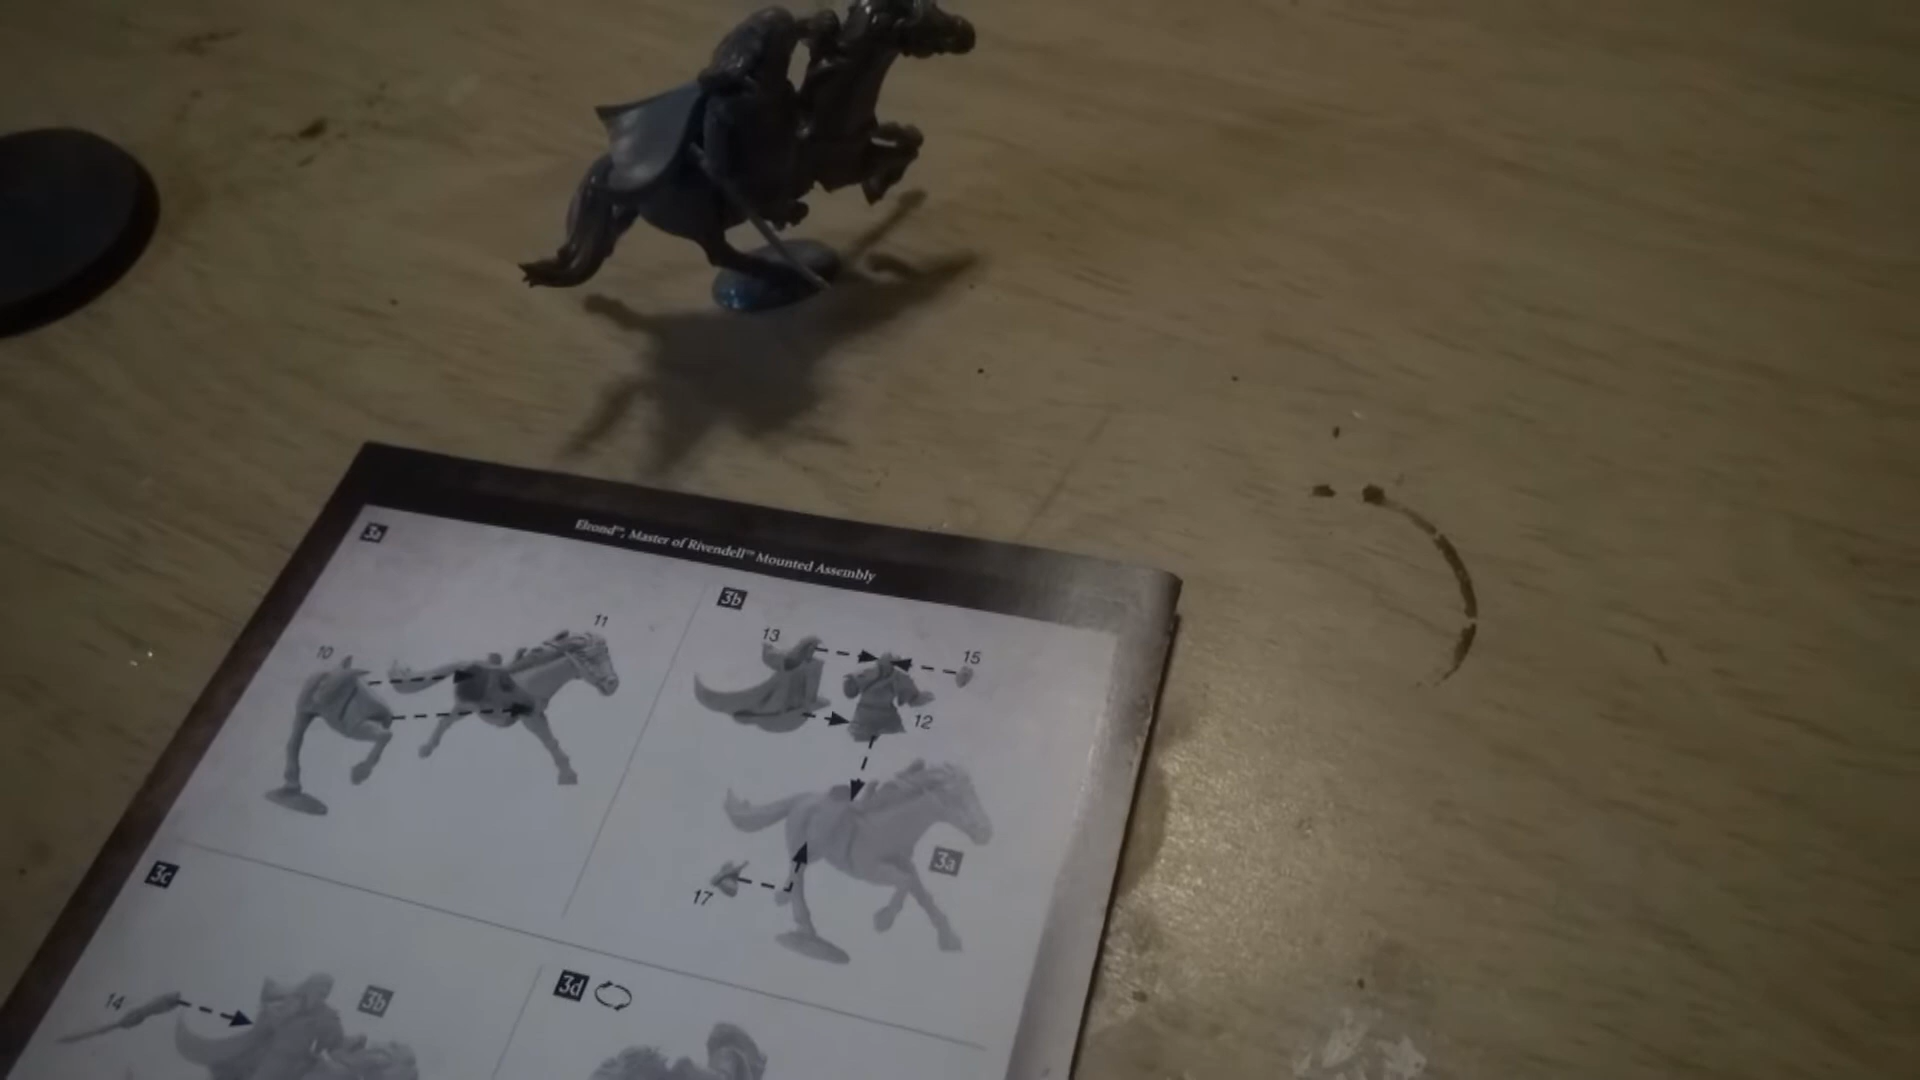 Elrond™, Master of Rivendell™ Mounted Assembly
3a
10
11
3b
13
15
12
3a
17
3c
14
3b
3d